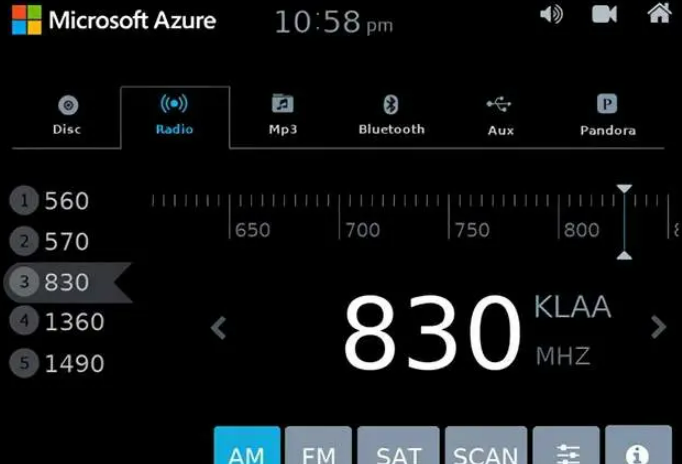 Microsoft Azure
10:58 pm
Disc
Radio
Mp3
Bluetooth
Aux
P
Pandora
1 560
2 570
3 830
4 1360
5 1490
650
700
750
800
830
KLAA
MHZ
AM
FM
SAT
SCAN